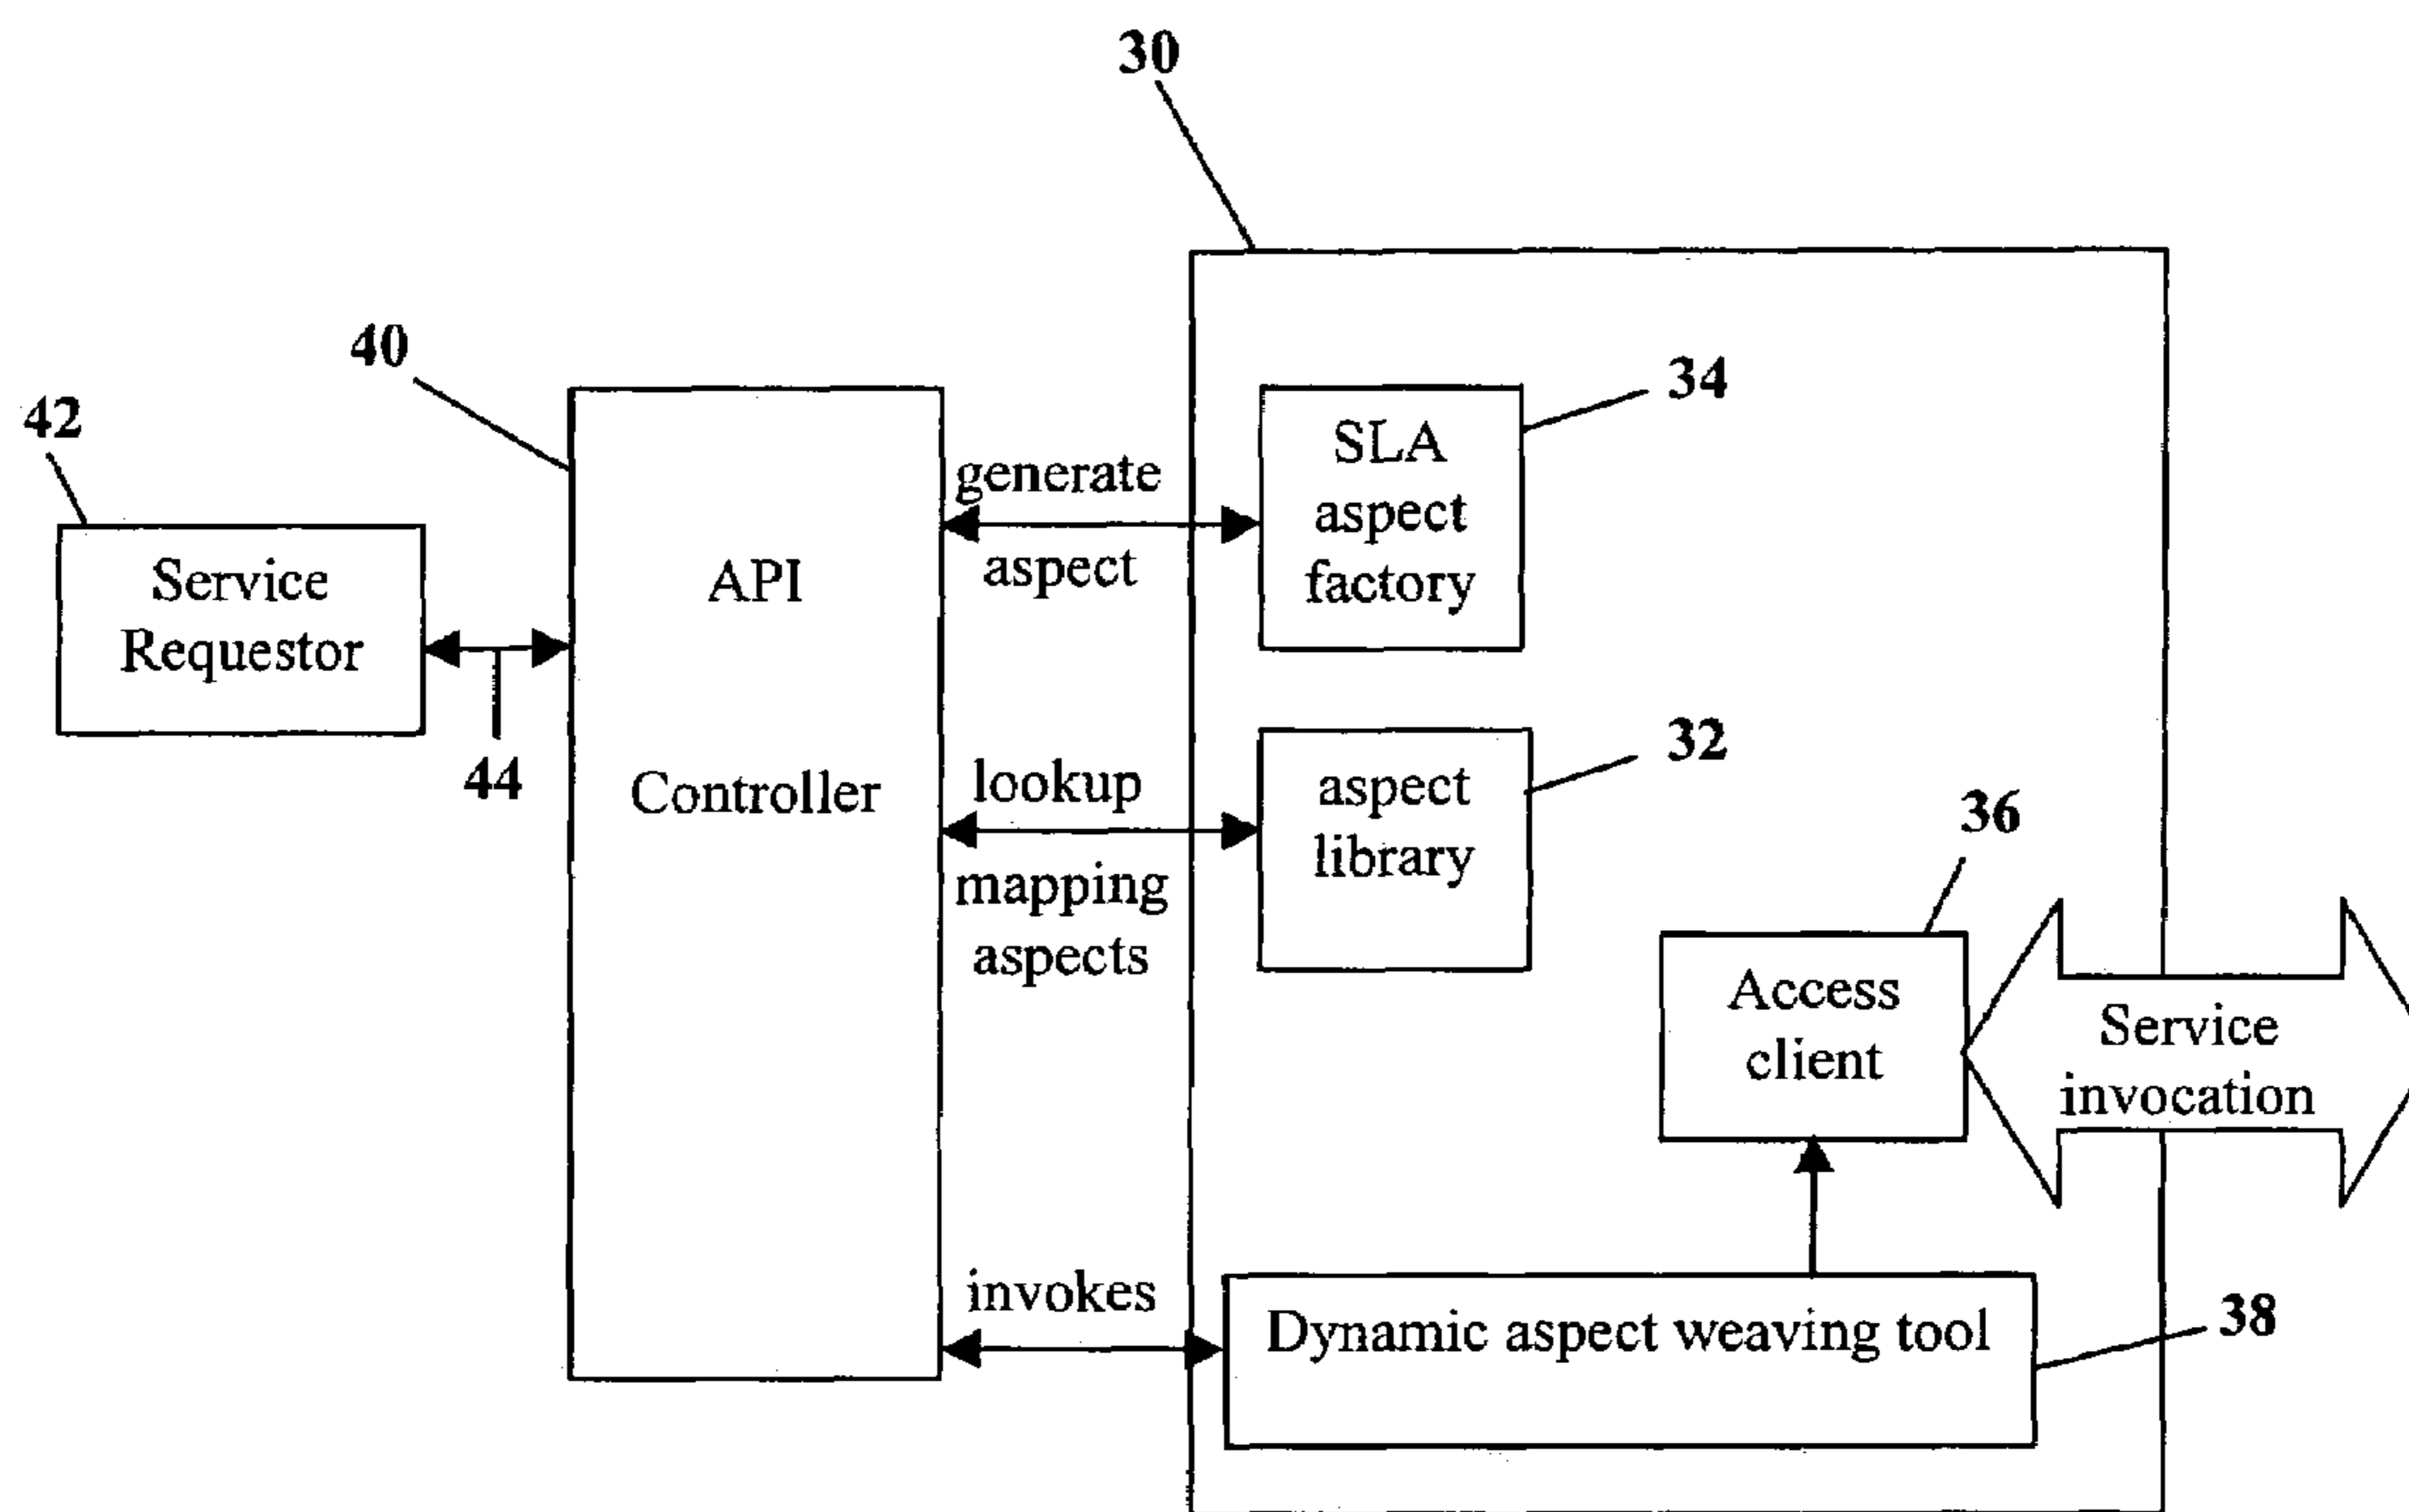 30
40
42
34
SLA
aspect
factory
generate
aspect
API
Controller
Service
Requestor
44
32
lookup
mapping
aspects
aspect
library
36
Access
client
Service
invocation
invokes
Dynamic aspect weaving tool
38